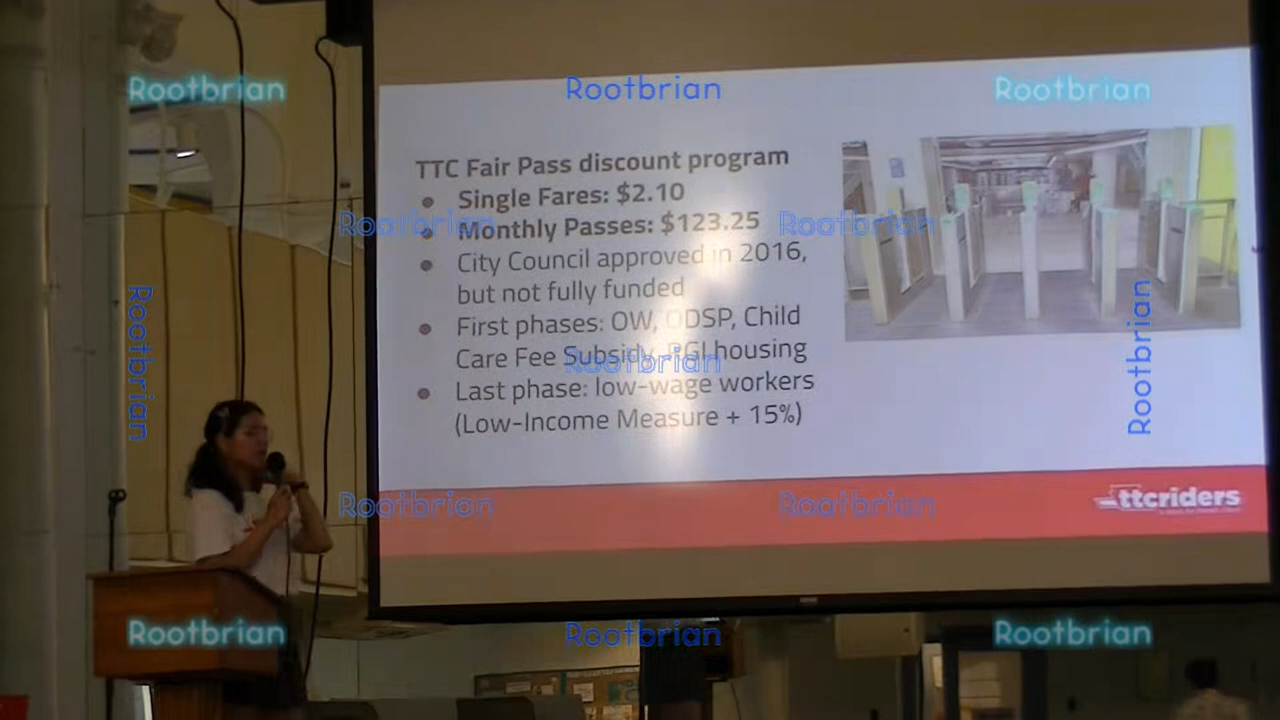 Rootbrian
Rootbrian
Rootbrian
TTC Fair Pass discount program
Single Fares: $2.10
Rootbrian
Rootbrian
Monthly Passes: $123.25
City Council approved in 2016,
but not fully funded
Rootbrian
Rootbrian
First phases: OW, ODSP, Child
Care Fee Subsidy, RGI housing
Rootbrian
Last phase: low-wage workers
(Low-Income Measure + 15%)
Rootbrian
Rootbrian
ttcriders
Rootbrian
Rootbrian
Rootbrian